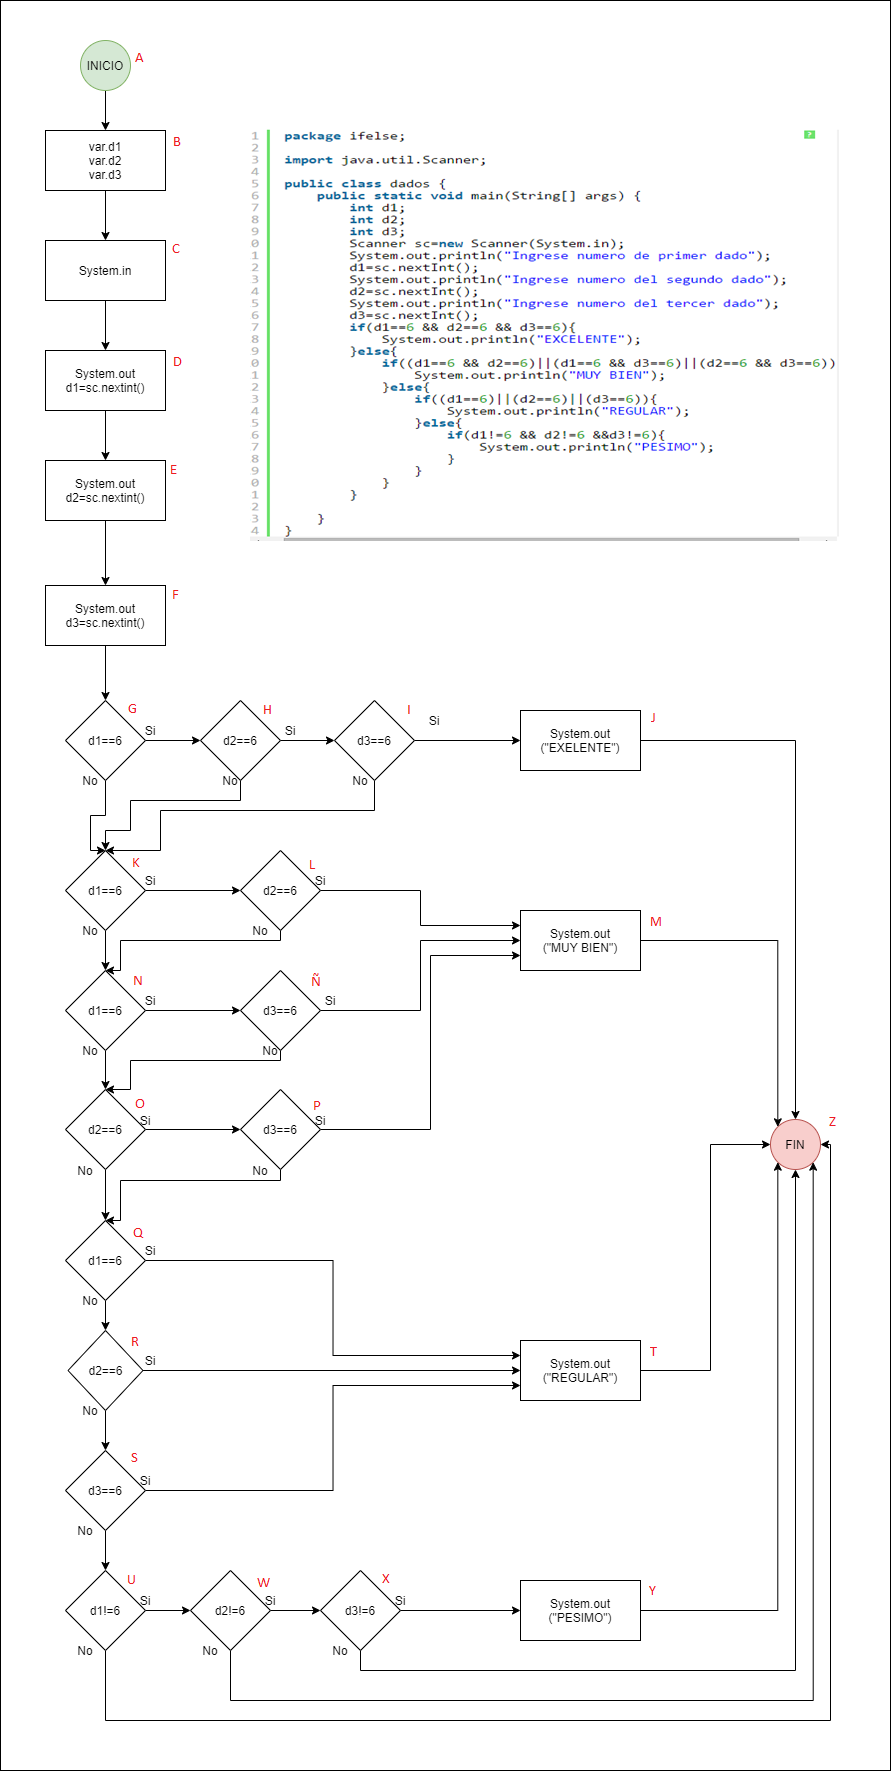 INICIO A
var.d1
var.d2
var.d3
B
System.in
C
System.out
d1=sc.nextint()
D
System.out
d2=sc.nextint()
E
System.out
d3=sc.nextint()
F
1 package ifelse;
2
3 import java.util.Scanner;
4
5 public class dados {
6 public static void main(String[] args) {
7 int d1;
8 int d2;
9 int d3;
0 Scanner sc=new Scanner(System.in);
1 System.out.println("Ingrese numero de primer dado");
2 d1=sc.nextInt();
3 System.out.println("Ingrese numero del segundo dado");
4 d2=sc.nextInt();
5 System.out.println("Ingrese numero del tercer dado");
6 d3=sc.nextInt();
7 if(d1==6 && d2==6 && d3==6){
8 System.out.println("EXCELENTE");
9 }else{
0 if((d1==6 && d2==6)||(d1==6 && d3==6)||(d2==6 && d3==6))
1 System.out.println("MUY BIEN");
2 }else{
3 if((d1==6)||(d2==6)||(d3==6)){
4 System.out.println("REGULAR");
5 }else{
6 if(d1!=6 && d2!=6 &&d3!=6){
7 System.out.println("PESIMO");
8 }
9 }
0 }
1 }
2
3 }
4 }
?
G d1==6 Si No
H d2==6 Si No
I d3==6 Si No
J
System.out
("EXELENTE")
K d1==6 Si No
L d2==6 Si No
M
System.out
("MUY BIEN")
N d1==6 Si No
Ñ d3==6 Si No
O d2==6 Si No
P d3==6 Si No
FIN Z
Q d1==6 Si No
R d2==6 Si No
T
System.out
("REGULAR")
S d3==6 Si No
U d1!=6 Si No
W d2!=6 Si No
X d3!=6 Si No
Y
System.out
("PESIMO")